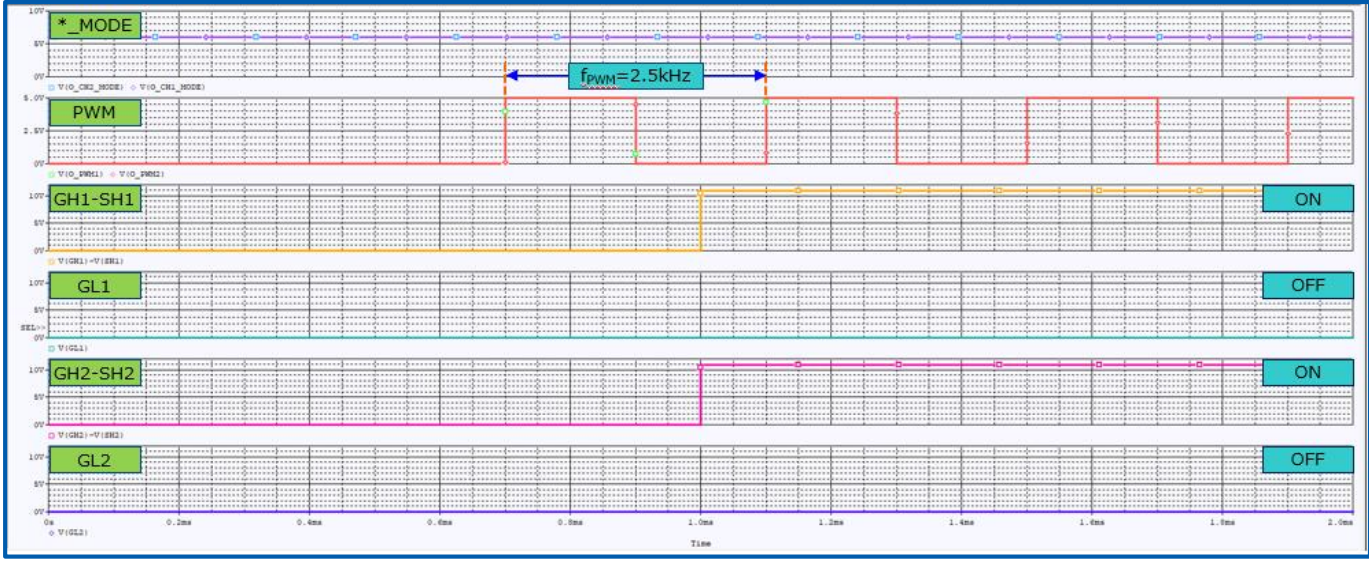 10V
*_MODE
5V
0V
V(O_CH2_MODE) V(O_CH1_MODE)
fPWM=2.5kHz
5.0V
PWM
2.5V
0V
V(O_PWM1) V(O_PWM2)
10V
GH1-SH1
ON
5V
0V
V(GH1)-V(SH1)
10V
GL1
OFF
5V
SEL>>
0V
V(GL1)
10V
GH2-SH2
ON
5V
0V
V(GH2)-V(SH2)
10V
GL2
OFF
5V
0V
0s 0.2ms 0.4ms 0.6ms 0.8ms 1.0ms 1.2ms 1.4ms 1.6ms 1.8ms 2.0ms
V(GL2)
Time